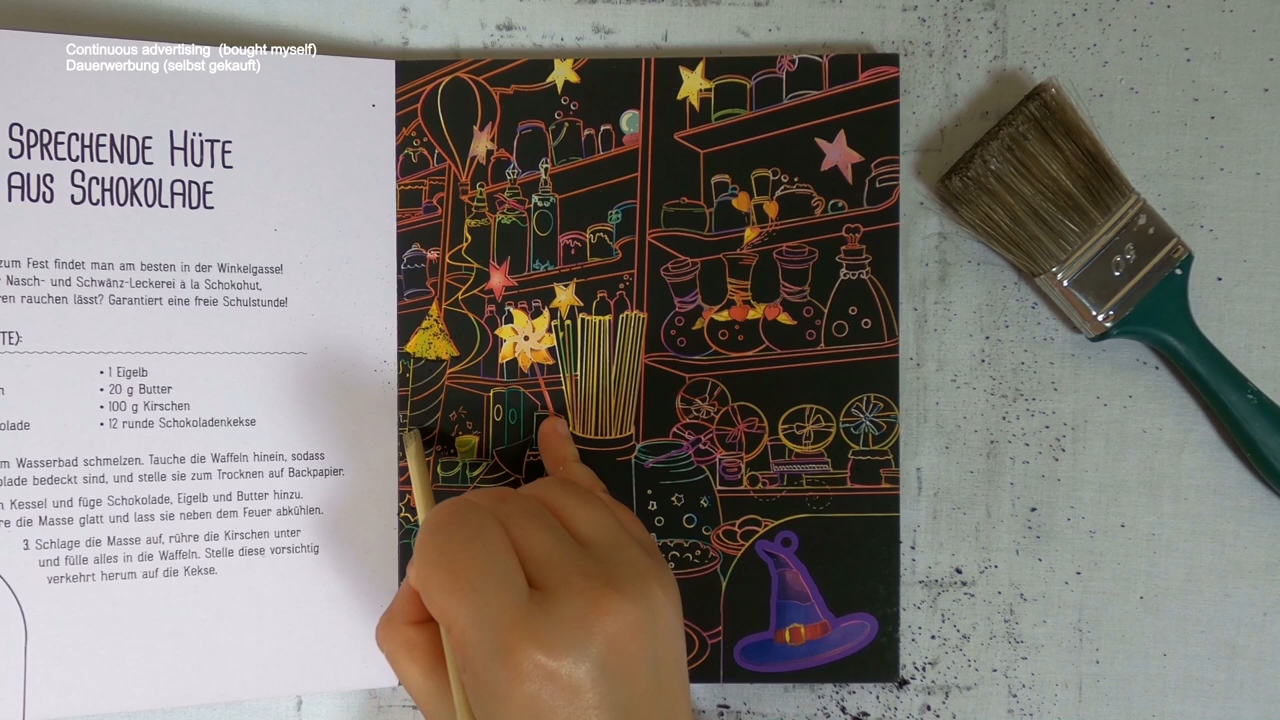 Continuous advertising  (bought myself)
Dauerwerbung (selbst gekauft)
SPRECHENDE HÜTE
AUS SCHOKOLADE
zum Fest findet man am besten in der Winkelgasse!
Nasch- und Schwänz-Leckerei à la Schokohut,
rauchen lässt? Garantiert eine freie Schulstunde!
• 1 Eigelb
• 20 g Butter
• 100 g Kirschen
• 12 runde Schokoladenkekse
Wasserbad schmelzen. Tauche die Waffeln hinein, sodass
bedeckt sind, und stelle sie zum Trocknen auf Backpapier.
Kessel und füge Schokolade, Eigelb und Butter hinzu.
die Masse glatt und lass sie neben dem Feuer abkühlen.
3. Schlage die Masse auf, rühre die Kirschen unter
und fülle alles in die Waffeln. Stelle diese vorsichtig
verkehrt herum auf die Kekse.
50